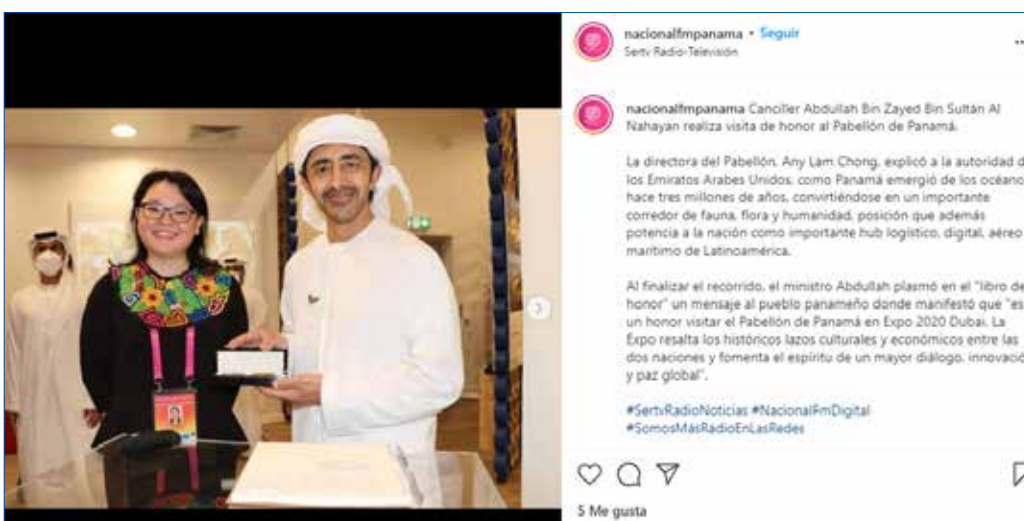 nacionalfmpanama • Seguir
Sertv Radio-Televisión
nacionalfmpanama Canciller Abdullah Bin Zayed Bin Sultán Al
Nahayan realiza visita de honor al Pabellón de Panamá.
La directora del Pabellón, Any Lam Chong, explicó a la autoridad d
los Emiratos Arabes Unidos, como Panamá emergió de los océano
hace tres millones de años, convirtiéndose en un importante
corredor de fauna, flora y humanidad, posición que además
potencia a la nación como importante hub logístico, digital, aéreo
marítimo de Latinoamérica.
Al finalizar el recorrido, el ministro Abdullah plasmó en el "libro de
honor" un mensaje al pueblo panameño donde manifestó que "es
un honor visitar el Pabellón de Panamá en Expo 2020 Dubai. La
Expo resalta los históricos lazos culturales y económicos entre las
dos naciones y fomenta el espíritu de un mayor diálogo, innovació
y paz global".
#SertvRadioNoticias #NacionalFmDigital
#SomosMásRadioEnLasRedes
5 Me gusta